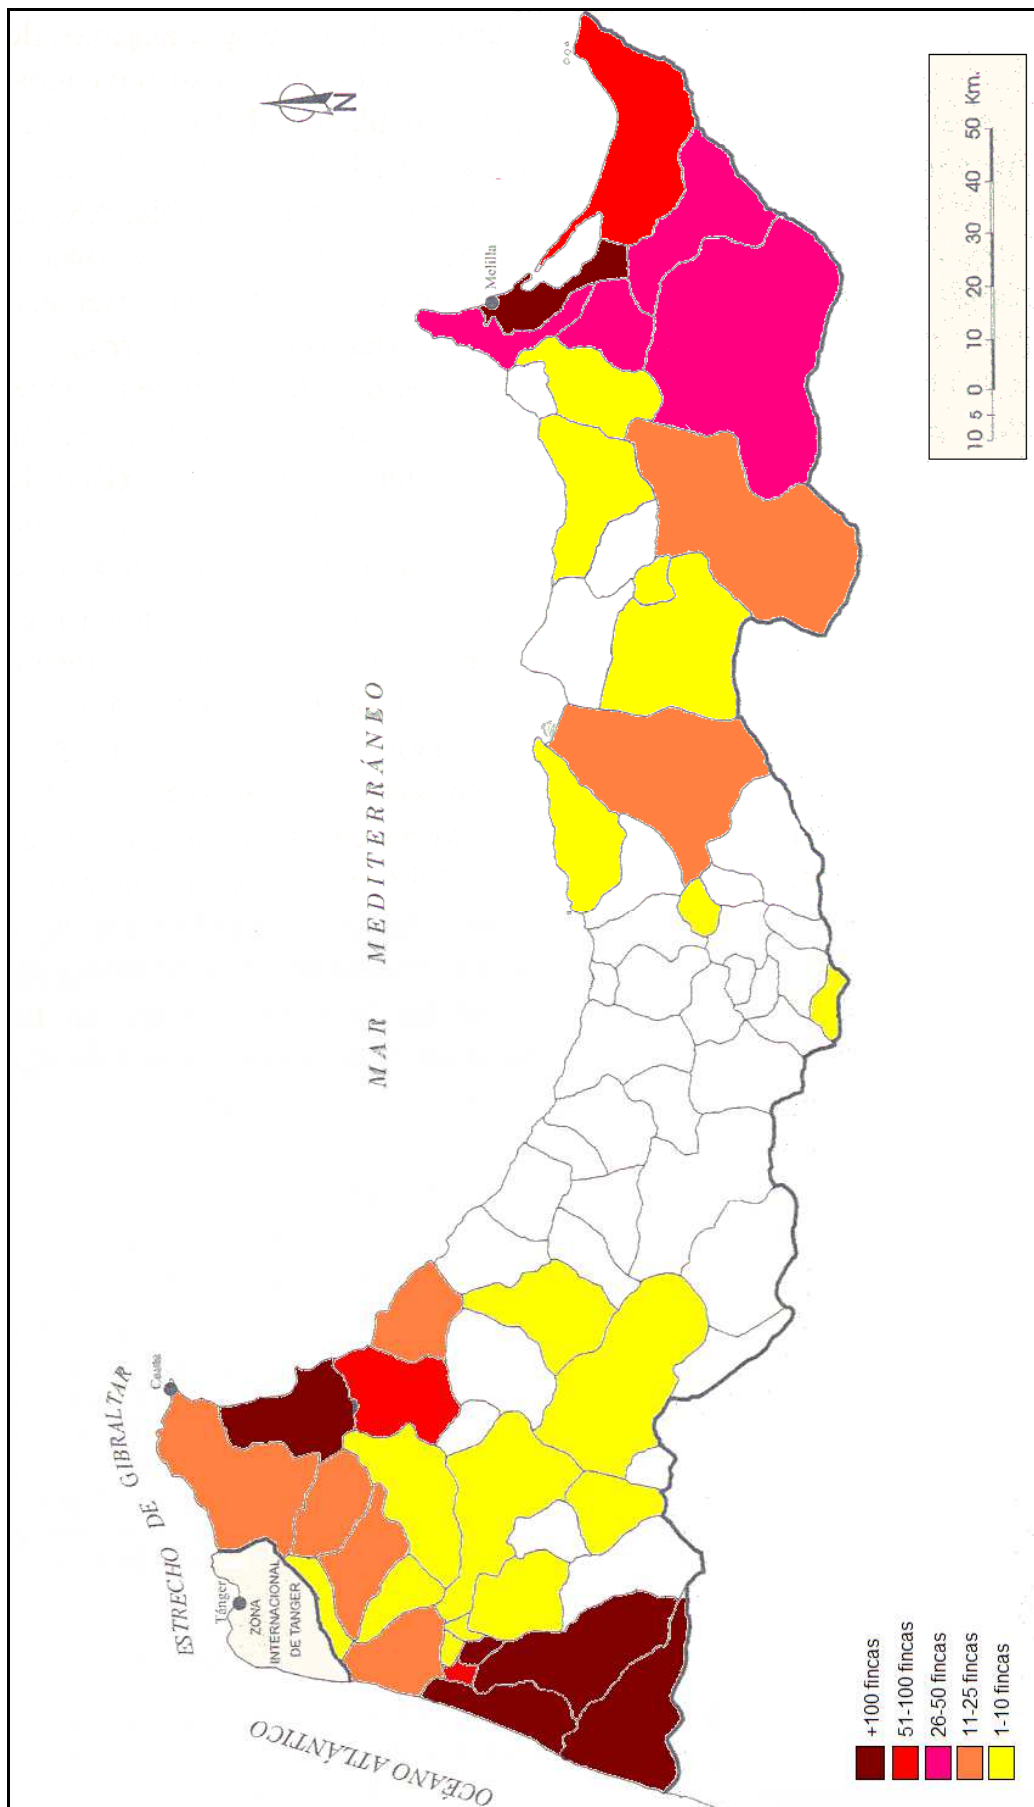 ESTRECHO DE GIBRALTAR
Ceuta
Tánger
ZONA
INTERNACIONAL
DE TANGER
OCÉANO ATLÁNTICO
MAR MEDITERRÁNEO
Melilla
N
10 5 0 10 20 30 40 50 Km.
+100 fincas
51-100 fincas
26-50 fincas
11-25 fincas
1-10 fincas